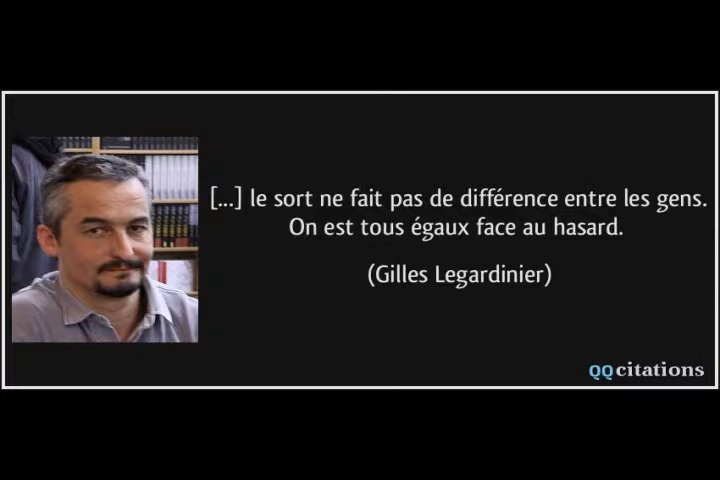 [...] le sort ne fait pas de différence entre les gens.
On est tous égaux face au hasard.
(Gilles Legardinier)
QQcitations